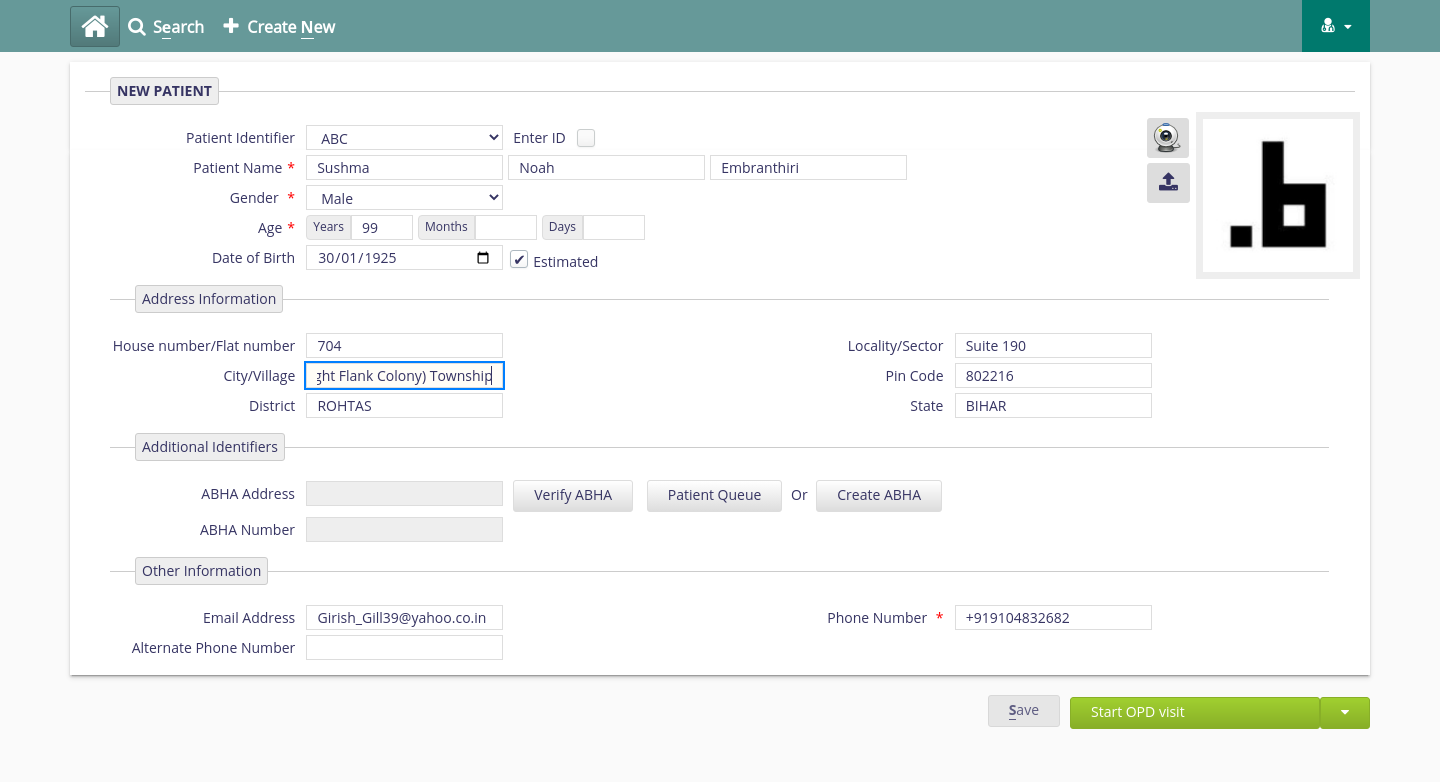 Search Create New
NEW PATIENT
Patient Identifier ABC Enter ID
Patient Name * Sushma Noah Embranthiri
Gender * Male
Age * Years 99 Months Days
Date of Birth 30/01/1925 Estimated
.b
Address Information
House number/Flat number 704 Locality/Sector Suite 190
City/Village ght Flank Colony) Township Pin Code 802216
District ROHTAS State BIHAR
Additional Identifiers
ABHA Address Verify ABHA Patient Queue Or Create ABHA
ABHA Number
Other Information
Email Address Girish_Gill39@yahoo.co.in Phone Number * +919104832682
Alternate Phone Number
Save Start OPD visit